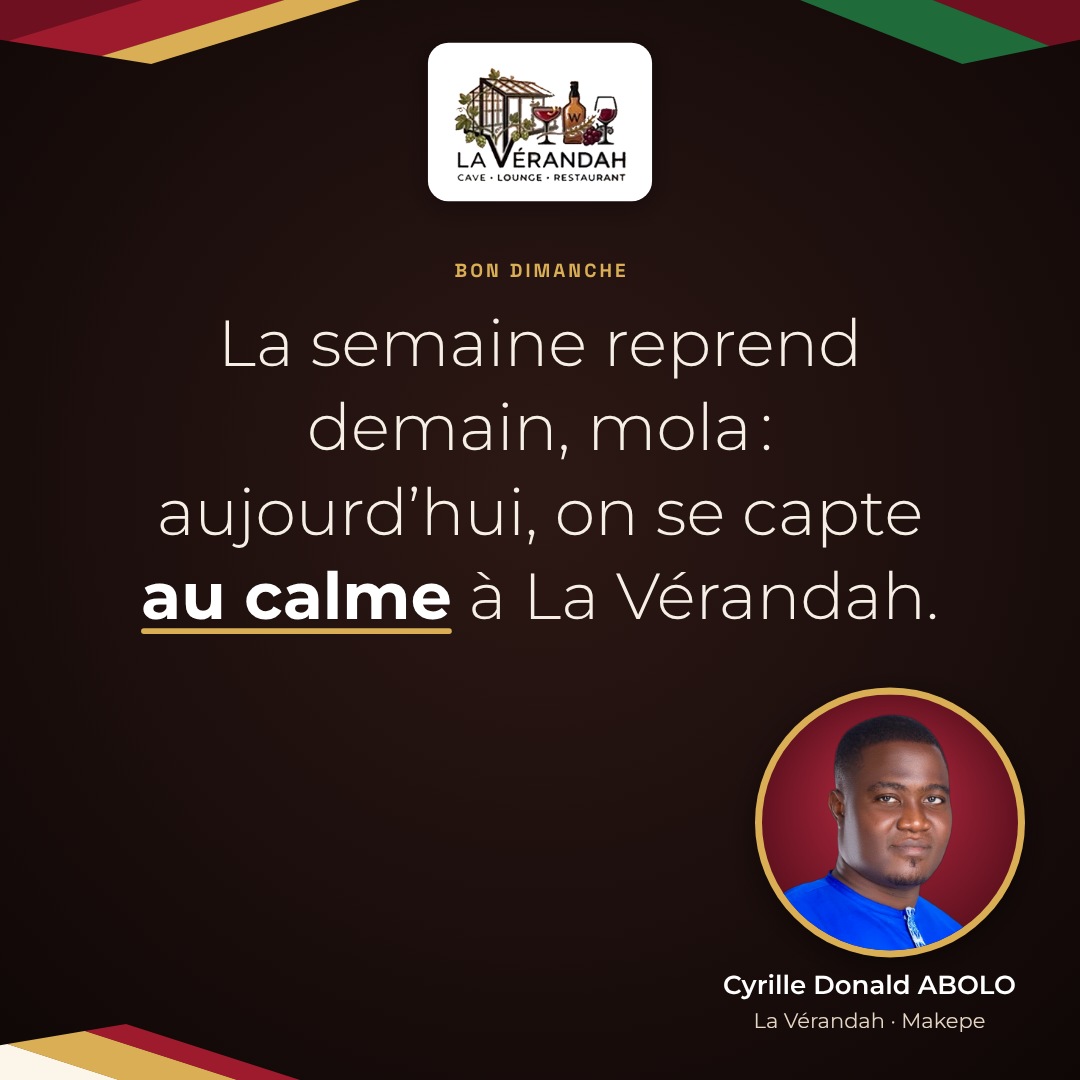 W
LA VÉRANDAH
CAVE • LOUNGE • RESTAURANT
BON DIMANCHE
La semaine reprend
demain, mola :
aujourd’hui, on se capte
au calme à La Vérandah.
Cyrille Donald ABOLO
La Vérandah · Makepe